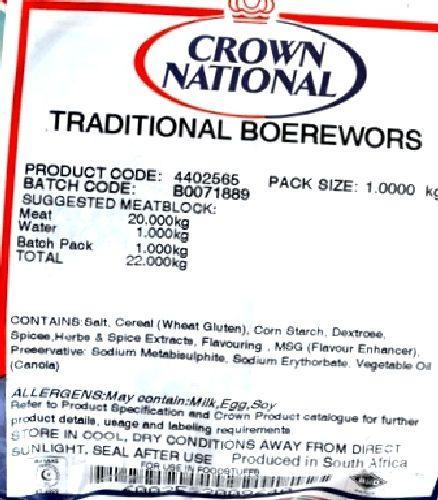 CROWN
NATIONAL
TRADITIONAL BOEREWORS
PRODUCT CODE: 4402565 PACK SIZE: 1.0000 kg
BATCH CODE: B0071889
SUGGESTED MEATBLOCK:
Meat 20.000kg
Water 1.000kg
Batch Pack 1.000kg
TOTAL 22.000kg
CONTAINS: Salt, Cereal (Wheat Gluten), Corn Starch, Dextrose,
Spices, Herbs & Spice Extracts, Flavouring , MSG (Flavour Enhancer),
Preservative: Sodium Metabisulphite, Sodium Erythorbate, Vegetable Oil
(Canola)
ALLERGENS:May contain:Milk,Egg,Soy
Refer to Product Specification and Crown Product catalogue for further
product details, usage and labeling requirements
STORE IN COOL, DRY CONDITIONS AWAY FROM DIRECT
SUNLIGHT. SEAL AFTER USE Produced in South Africa
FOR USE IN FOODSTUFFS